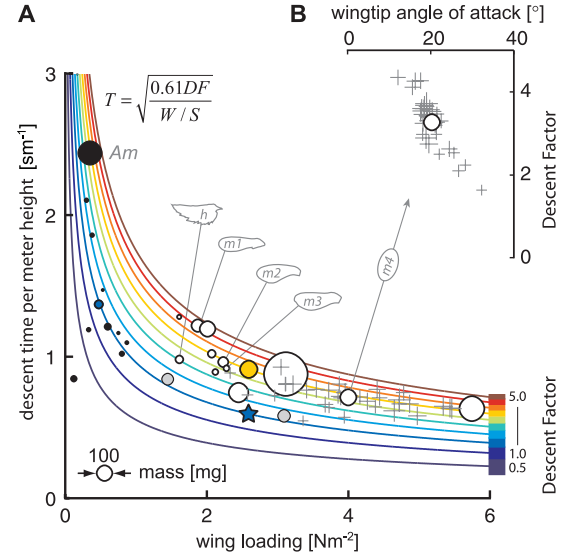 A
B
wingtip angle of attack [°]
0 20 40
4
2
0
Descent Factor
3
2
1
0
descent time per meter height [sm⁻¹]
T = √(0.61DF / W / S)
Am
h
m1
m2
m3
m4
5.0
1.0
0.5
Descent Factor
100
mass [mg]
0 2 4 6
wing loading [Nm⁻²]